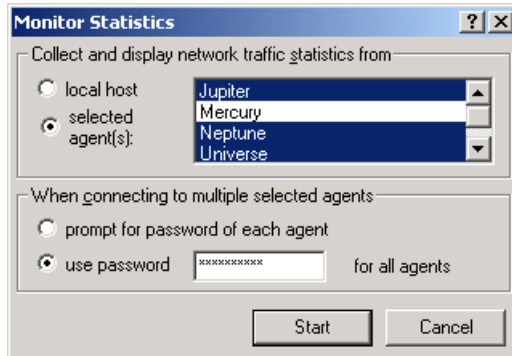 Monitor Statistics
Collect and display network traffic statistics from
local host
selected agent(s):
Jupiter
Mercury
Neptune
Universe
When connecting to multiple selected agents
prompt for password of each agent
use password ********** for all agents
Start Cancel